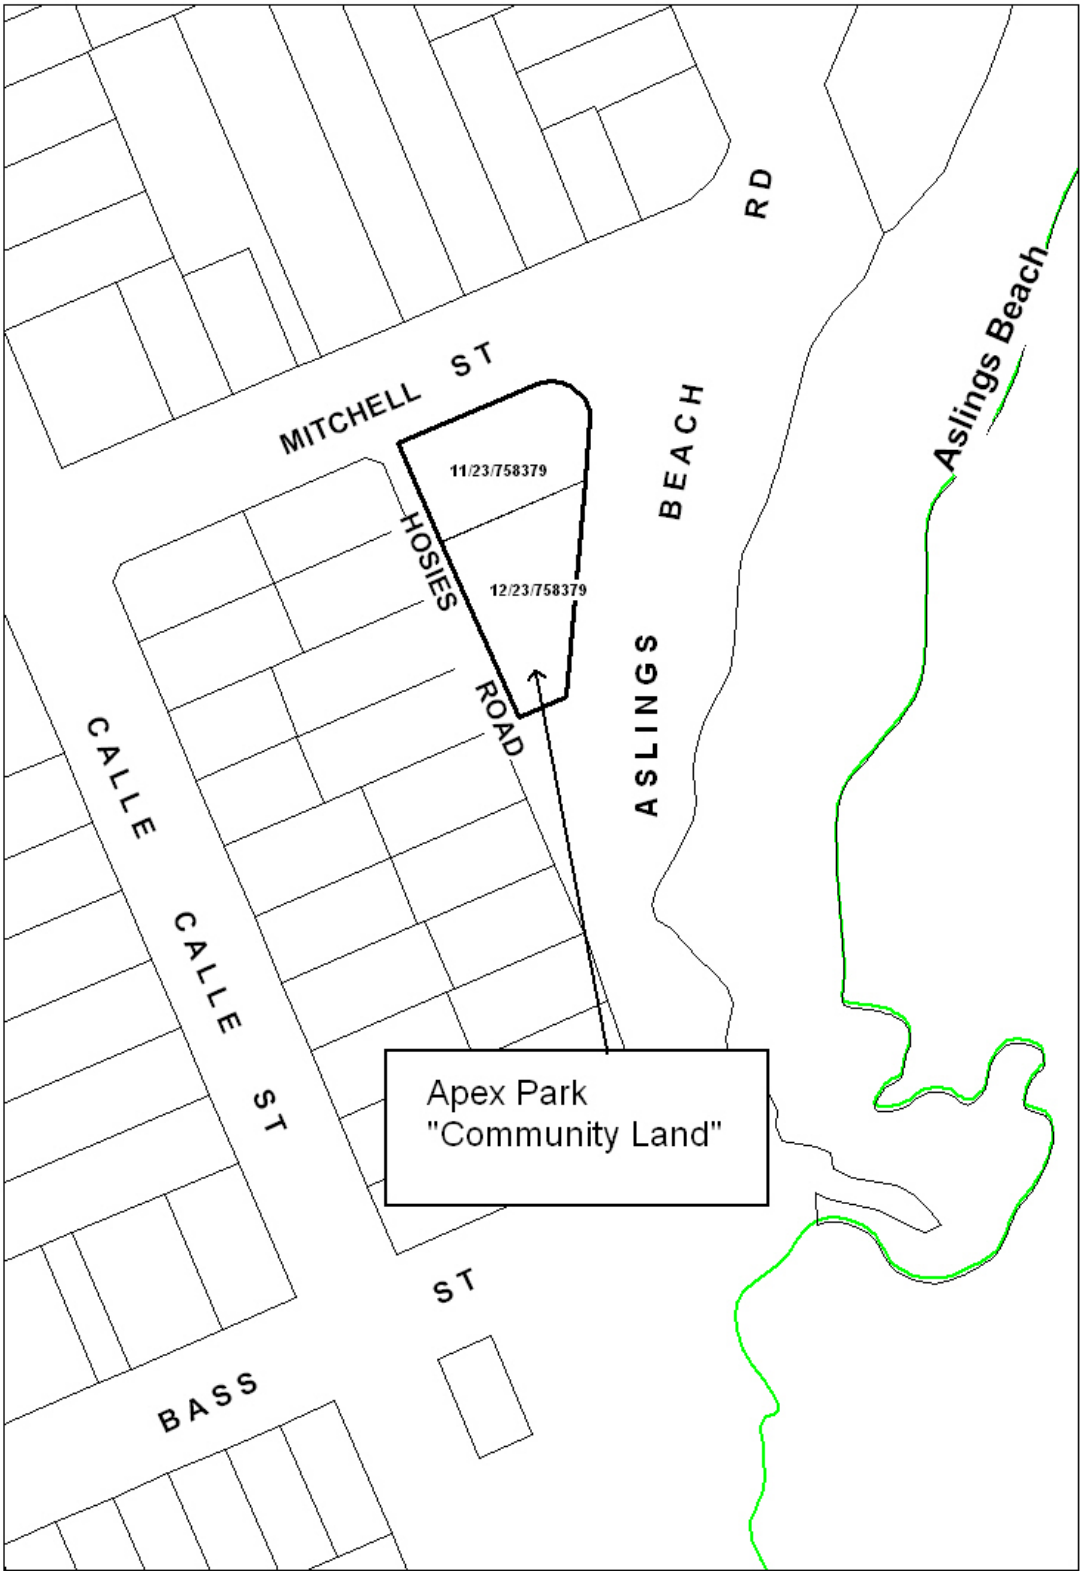 RD
Aslings Beach
MITCHELL ST
BEACH
11/23/758379
HOSIES
12/23/758379
ASLINGS
ROAD
CALLE
CALLE
ST
Apex Park
"Community Land"
ST
BASS